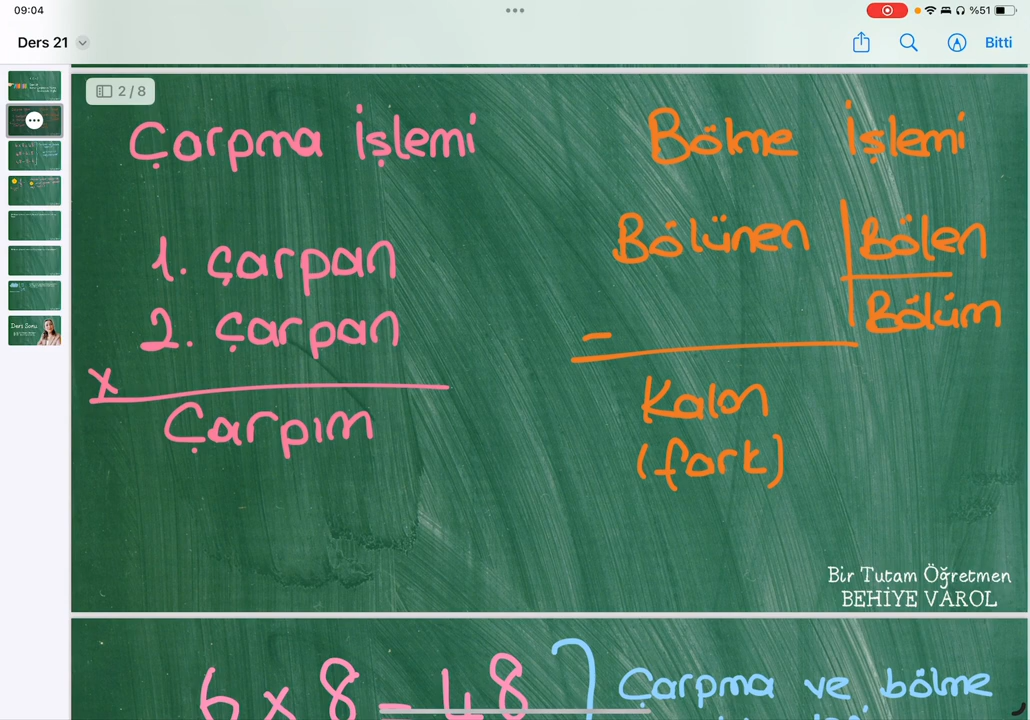 09:04
%51
Ders 21
Bitti
2 / 8
Çarpma İşlemi
1. çarpan
2. çarpan
x
Çarpım
Bölme İşlemi
Bölünen
Bölen
Bölüm
-
Kalan
(fark)
Bir Tutam Öğretmen
BEHİYE VAROL
6 x 8 = 48
Çarpma ve bölme
Ders Sonu